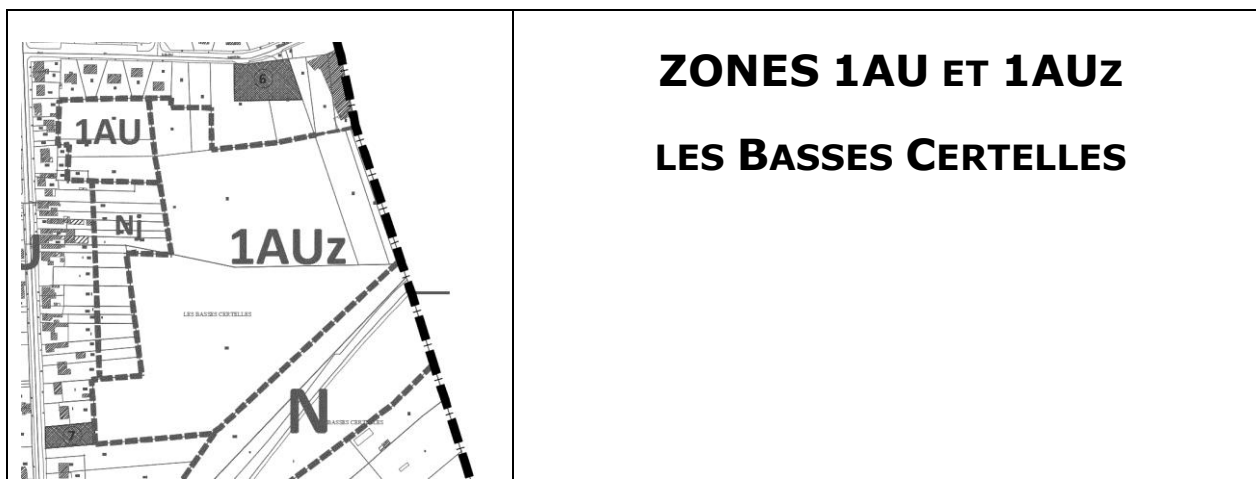 ZONES 1AU ET 1AUZ
LES BASSES CERTELLES
6
1AU
Nj
1AUz
U
LES BASSES CERTELLES
N
BASSES CERTELLES
7